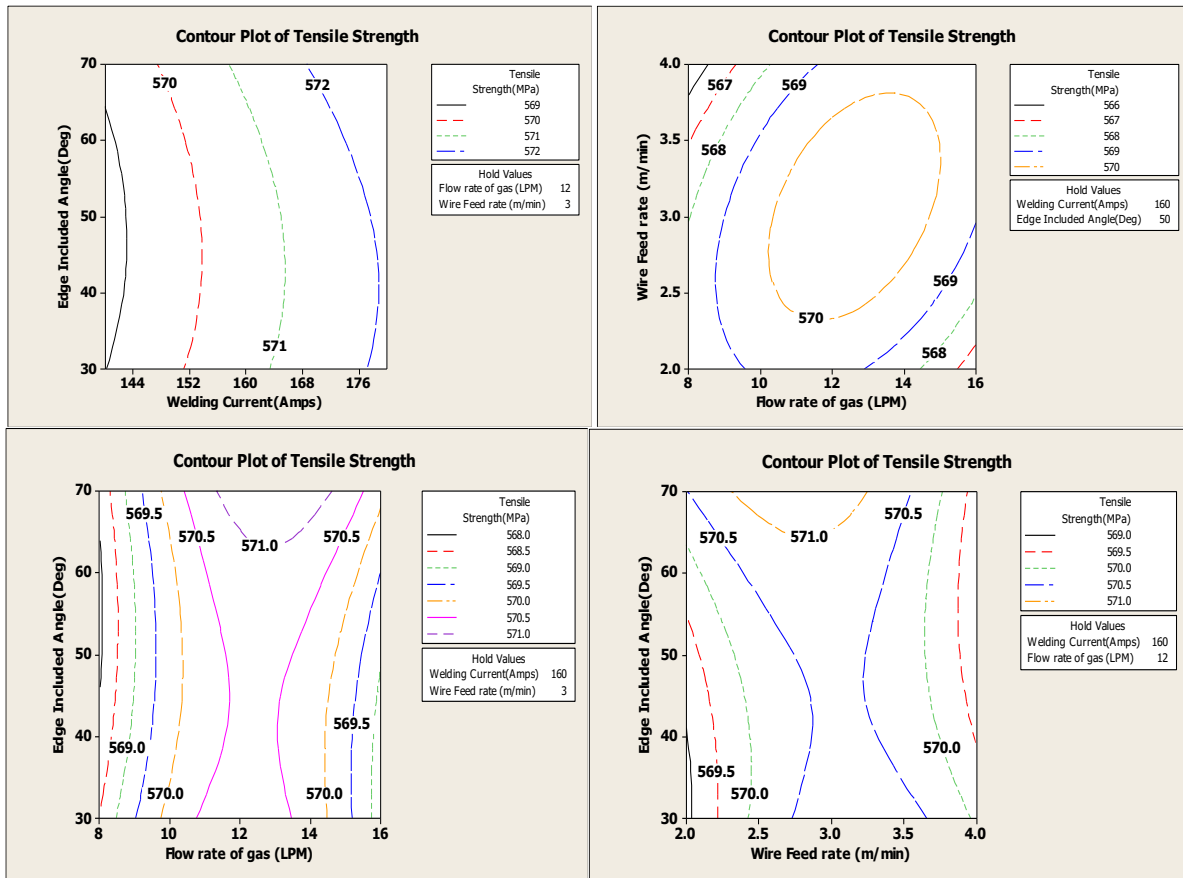 Contour Plot of Tensile Strength
70
60
50
40
30
Edge Included Angle(Deg)
570
572
571
144 152 160 168 176
Welding Current(Amps)
Tensile
Strength(MPa)
569
570
571
572
Hold Values
Flow rate of gas (LPM) 12
Wire Feed rate (m/min) 3
Contour Plot of Tensile Strength
4.0
3.5
3.0
2.5
2.0
Wire Feed rate (m/min)
567
569
568
569
570
568
8 10 12 14 16
Flow rate of gas (LPM)
Tensile
Strength(MPa)
566
567
568
569
570
Hold Values
Welding Current(Amps) 160
Edge Included Angle(Deg) 50
Contour Plot of Tensile Strength
70
60
50
40
30
Edge Included Angle(Deg)
569.5
570.5
571.0
570.5
569.5
569.0
570.0
570.0
8 10 12 14 16
Flow rate of gas (LPM)
Tensile
Strength(MPa)
568.0
568.5
569.0
569.5
570.0
570.5
571.0
Hold Values
Welding Current(Amps) 160
Wire Feed rate (m/min) 3
Contour Plot of Tensile Strength
70
60
50
40
30
Edge Included Angle(Deg)
570.5
571.0
570.5
570.0
569.5
570.0
2.0 2.5 3.0 3.5 4.0
Wire Feed rate (m/min)
Tensile
Strength(MPa)
569.0
569.5
570.0
570.5
571.0
Hold Values
Welding Current(Amps) 160
Flow rate of gas (LPM) 12